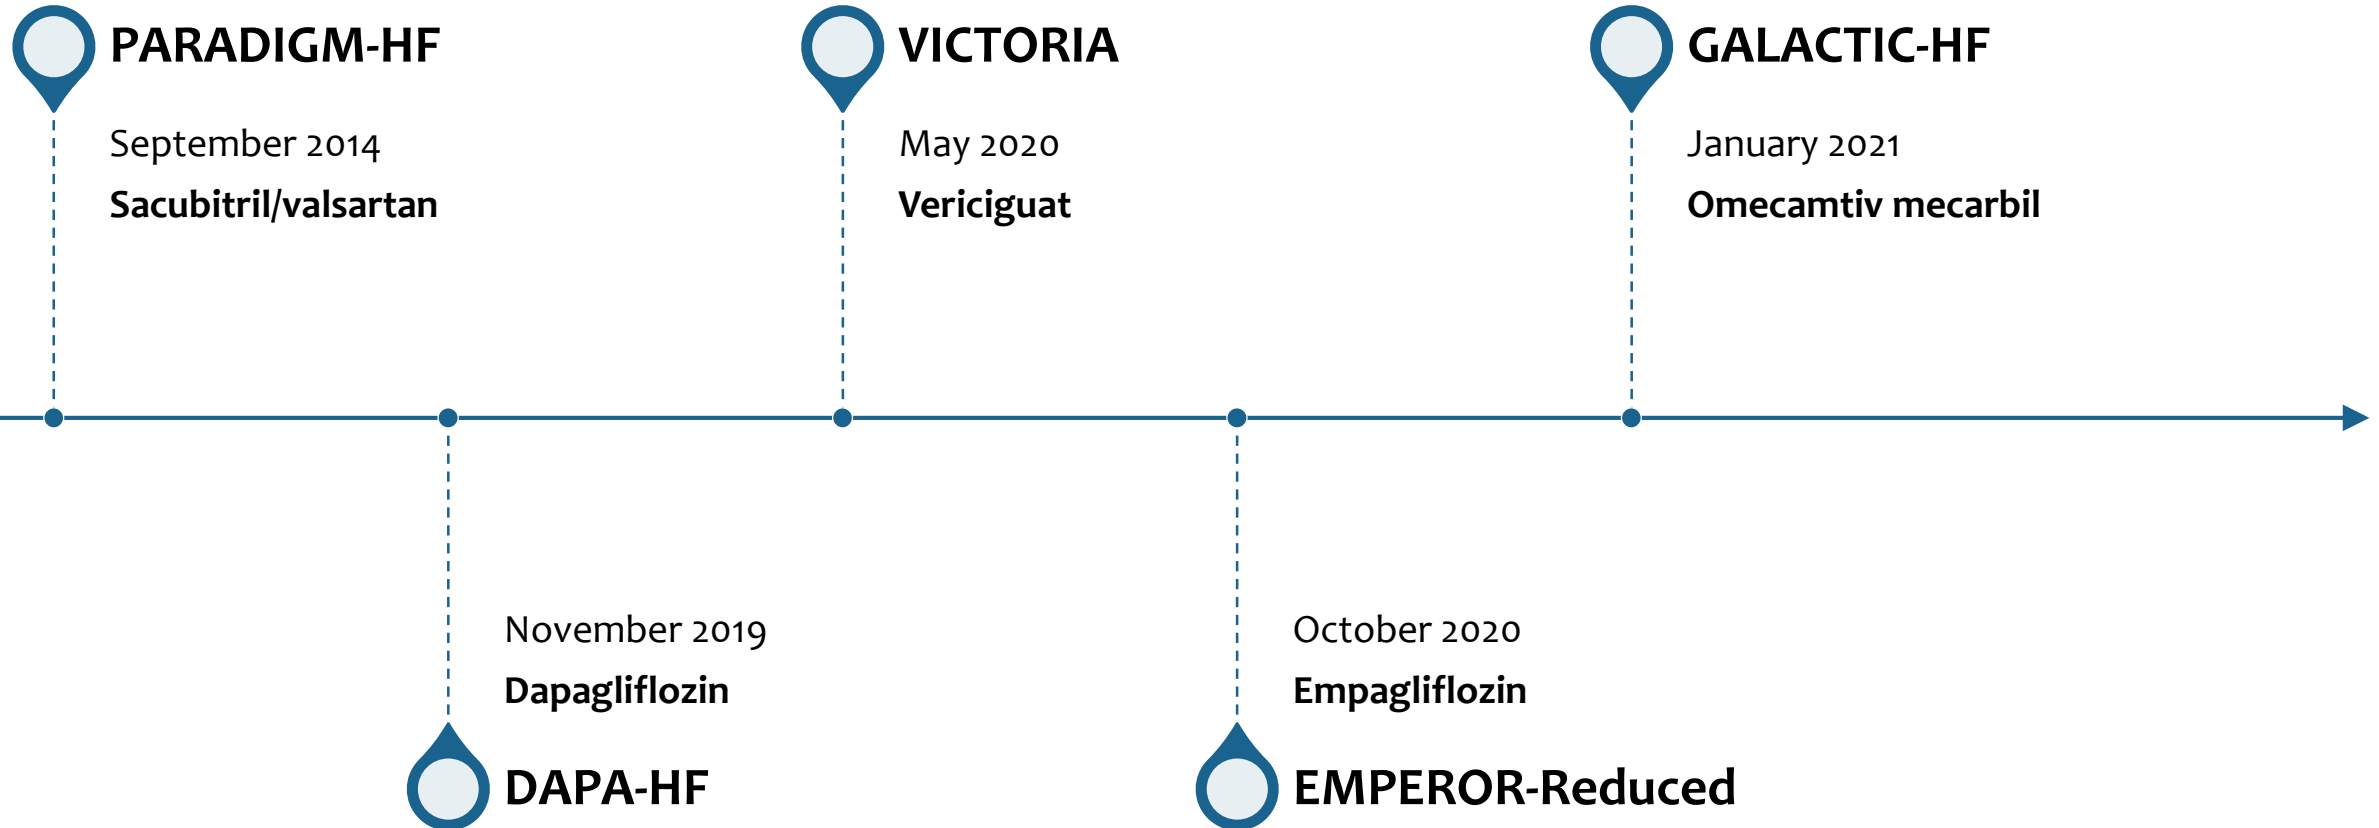 PARADIGM-HF
September 2014
Sacubitril/valsartan
VICTORIA
May 2020
Vericiguat
GALACTIC-HF
January 2021
Omecamtiv mecarbil
November 2019
Dapagliflozin
DAPA-HF
October 2020
Empagliflozin
EMPEROR-Reduced